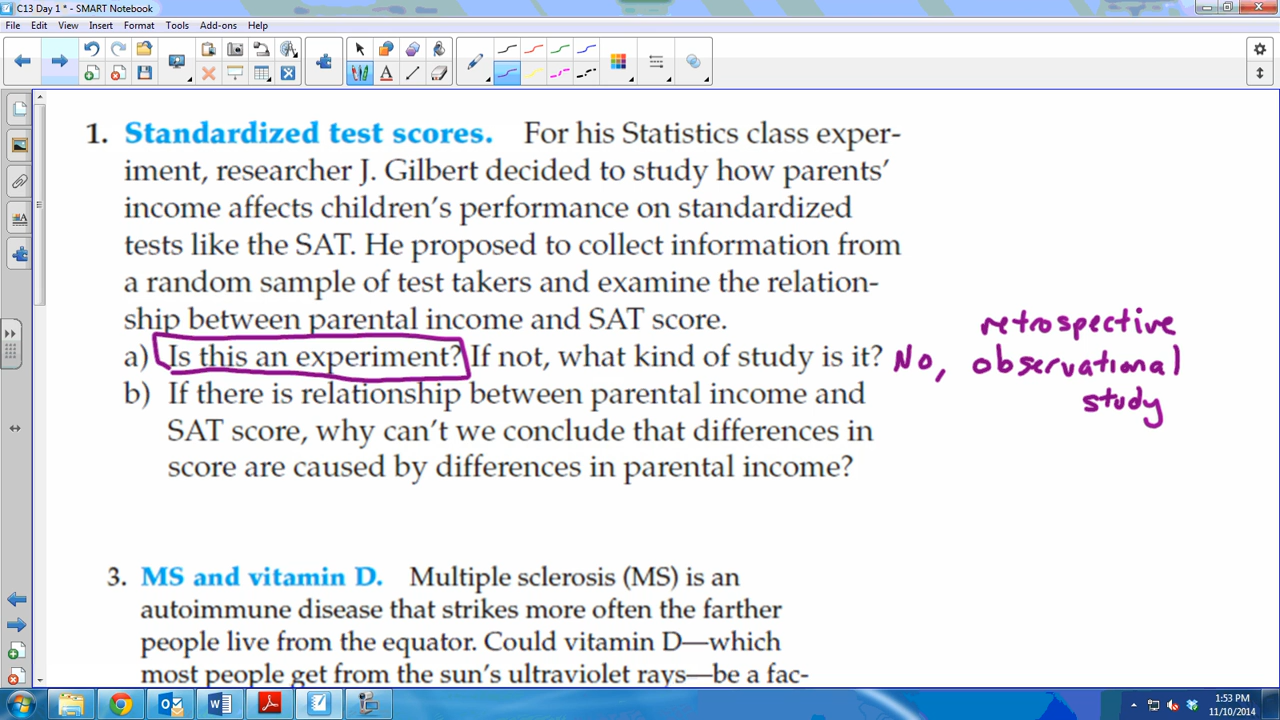 C13 Day 1 * - SMART Notebook
File Edit View Insert Format Tools Add-ons Help
1. Standardized test scores. For his Statistics class exper-
iment, researcher J. Gilbert decided to study how parents’
income affects children’s performance on standardized
tests like the SAT. He proposed to collect information from
a random sample of test takers and examine the relation-
ship between parental income and SAT score.
retrospective
a) Is this an experiment? If not, what kind of study is it? No, observational
study
b) If there is relationship between parental income and
SAT score, why can’t we conclude that differences in
score are caused by differences in parental income?
3. MS and vitamin D. Multiple sclerosis (MS) is an
autoimmune disease that strikes more often the farther
people live from the equator. Could vitamin D—which
most people get from the sun’s ultraviolet rays—be a fac-
1:53 PM
11/10/2014